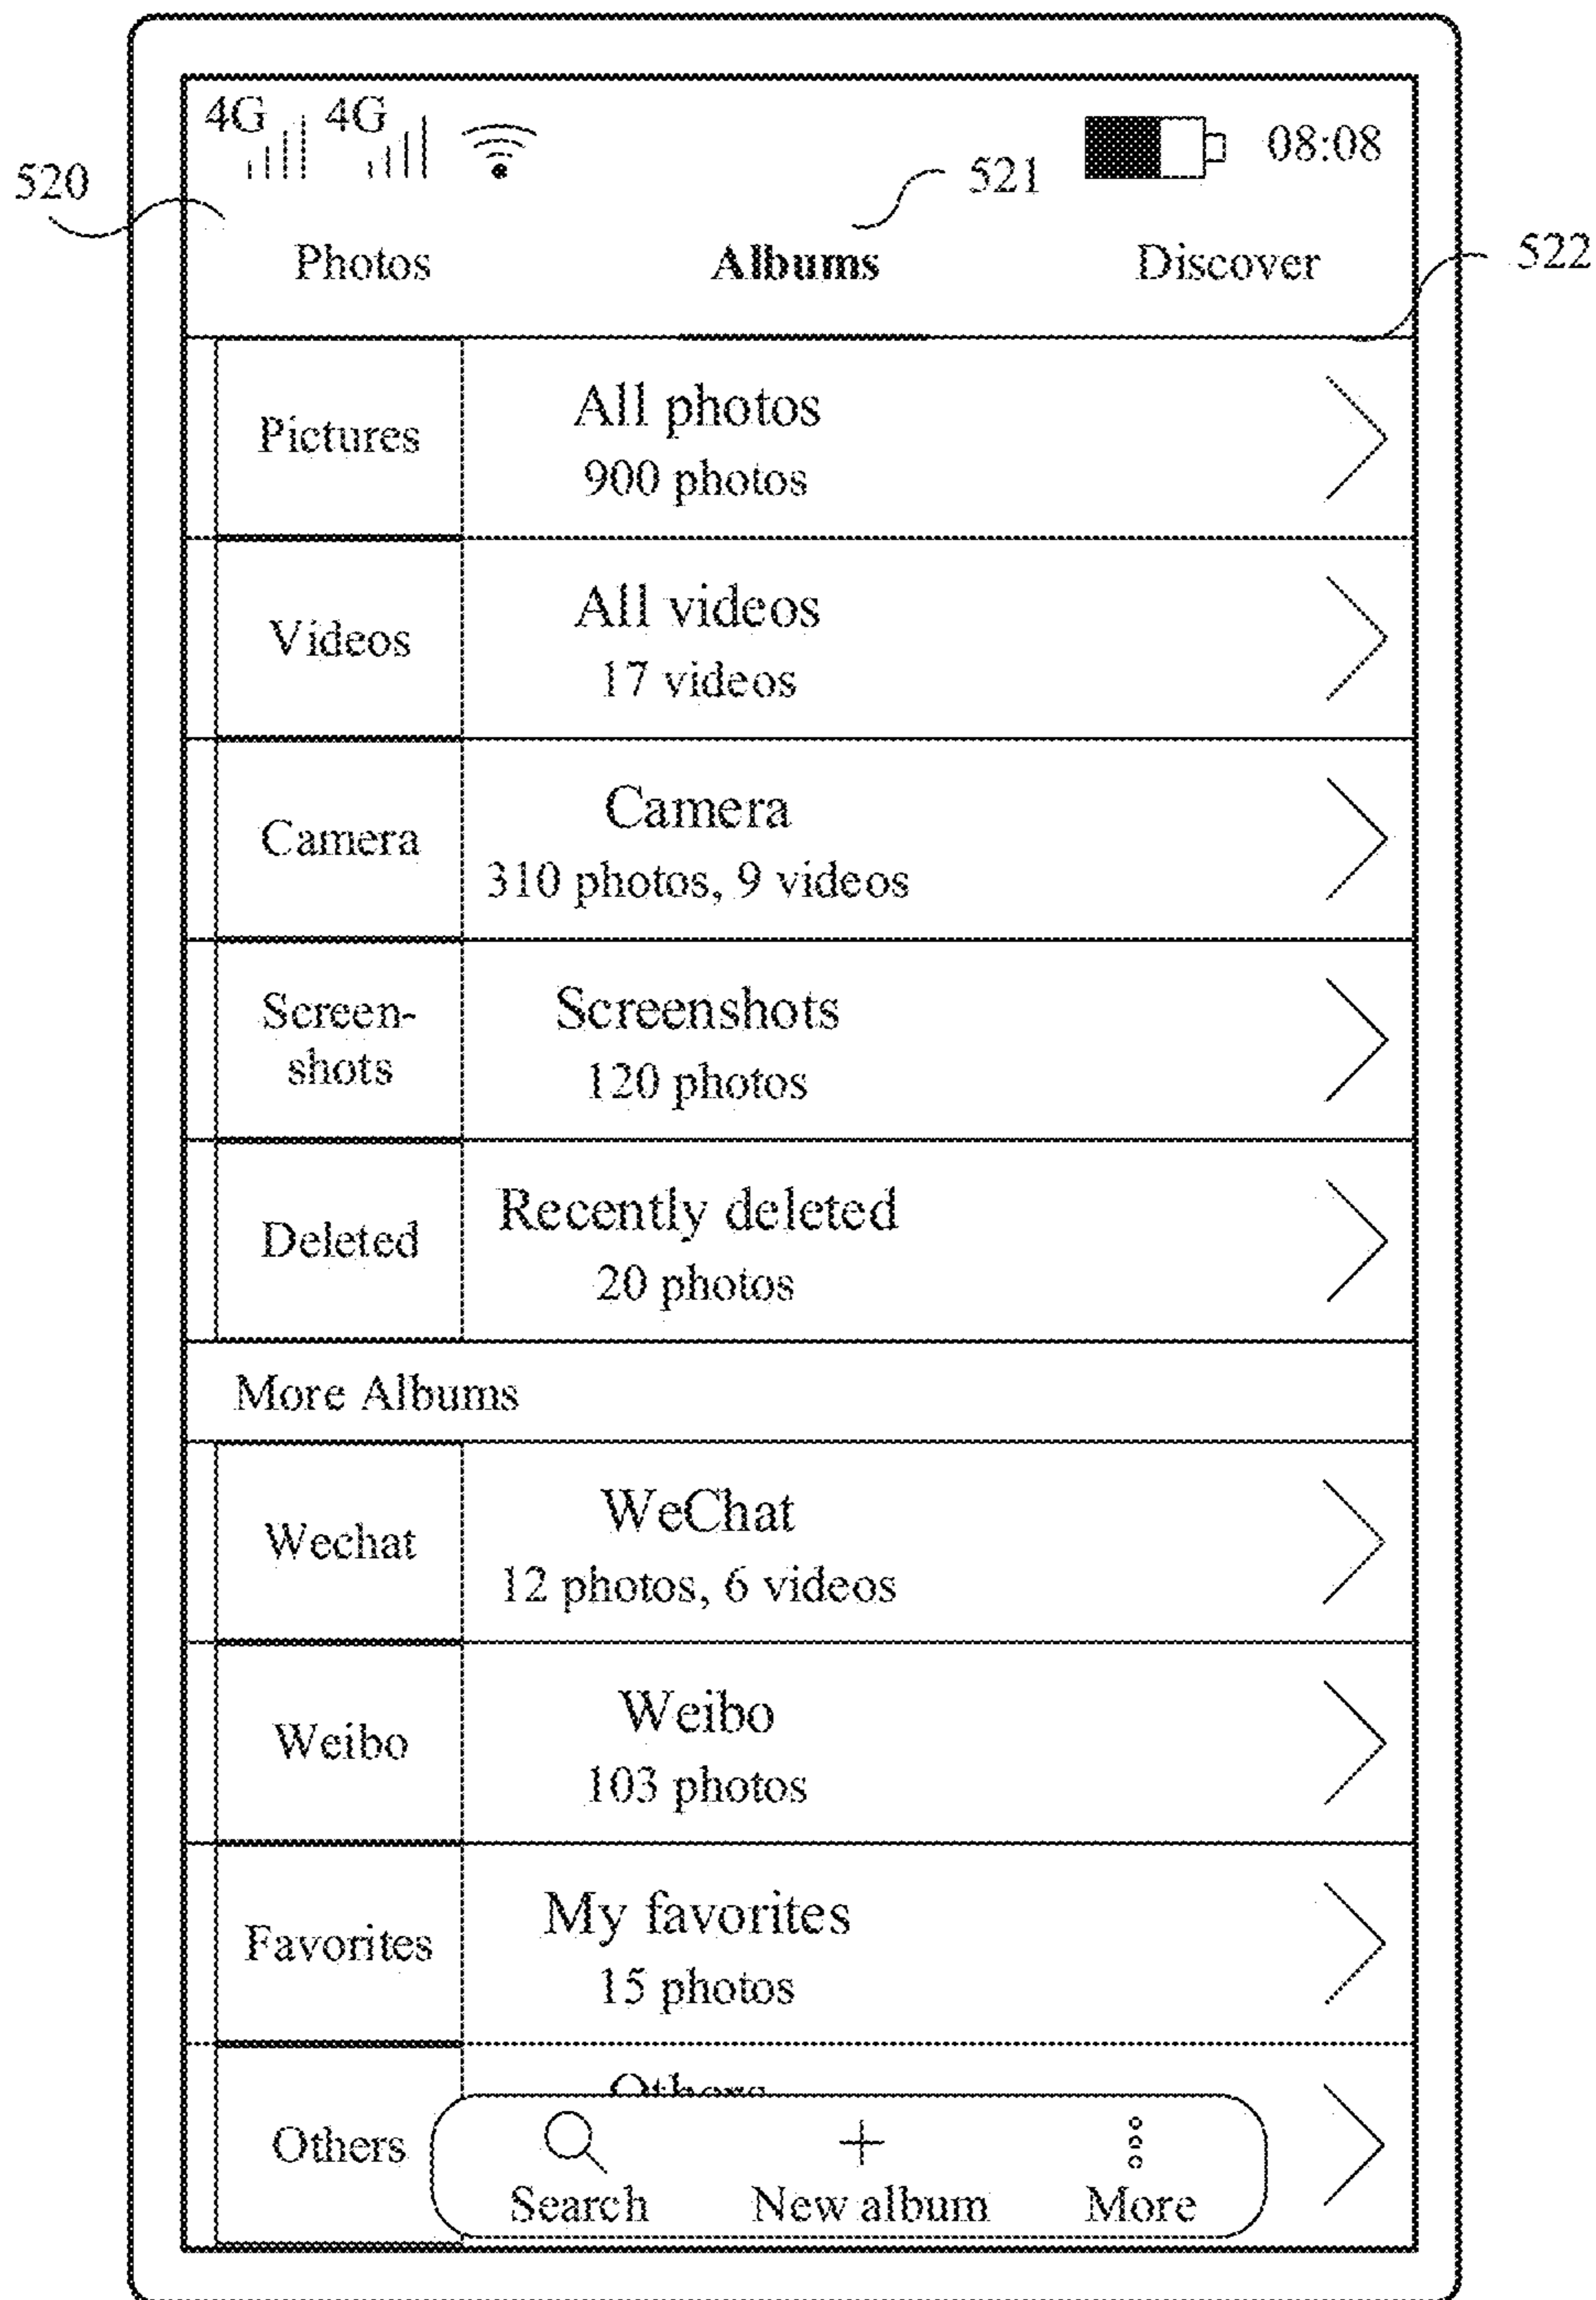 4G 4G 08:08
520
521
Photos Albums Discover
522
Pictures
All photos
900 photos
Videos
All videos
17 videos
Camera
Camera
310 photos, 9 videos
Screen-
shots
Screenshots
120 photos
Deleted
Recently deleted
20 photos
More Albums
Wechat
WeChat
12 photos, 6 videos
Weibo
Weibo
103 photos
Favorites
My favorites
15 photos
Others
Others
Search New album More